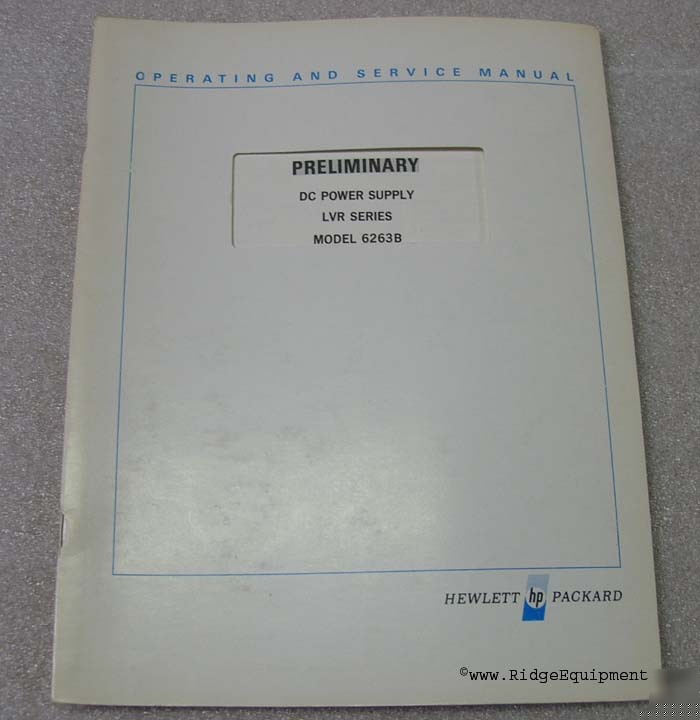 OPERATING AND SERVICE MANUAL
PRELIMINARY
DC POWER SUPPLY
LVR SERIES
MODEL 6263B
HEWLETT hp PACKARD
©www.RidgeEquipment